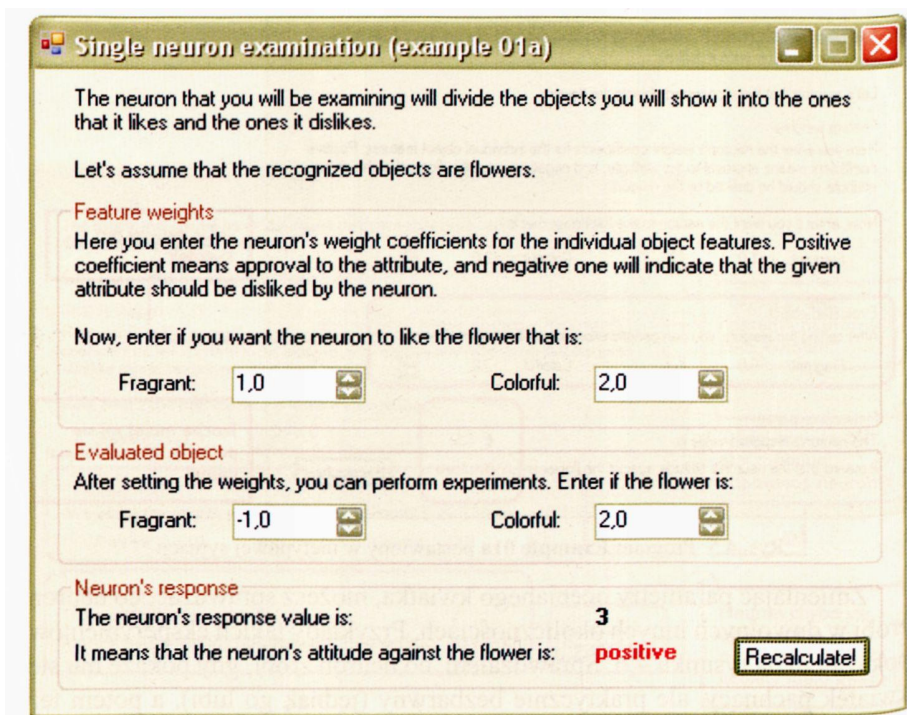 Single neuron examination (example 01a)
The neuron that you will be examining will divide the objects you will show it into the ones
that it likes and the ones it dislikes.
Let's assume that the recognized objects are flowers.
Feature weights
Here you enter the neuron's weight coefficients for the individual object features. Positive
coefficient means approval to the attribute, and negative one will indicate that the given
attribute should be disliked by the neuron.
Now, enter if you want the neuron to like the flower that is:
Fragrant: 1,0 Colorful: 2,0
Evaluated object
After setting the weights, you can perform experiments. Enter if the flower is:
Fragrant: -1,0 Colorful: 2,0
Neuron's response
The neuron's response value is: 3
It means that the neuron's attitude against the flower is: positive Recalculate!